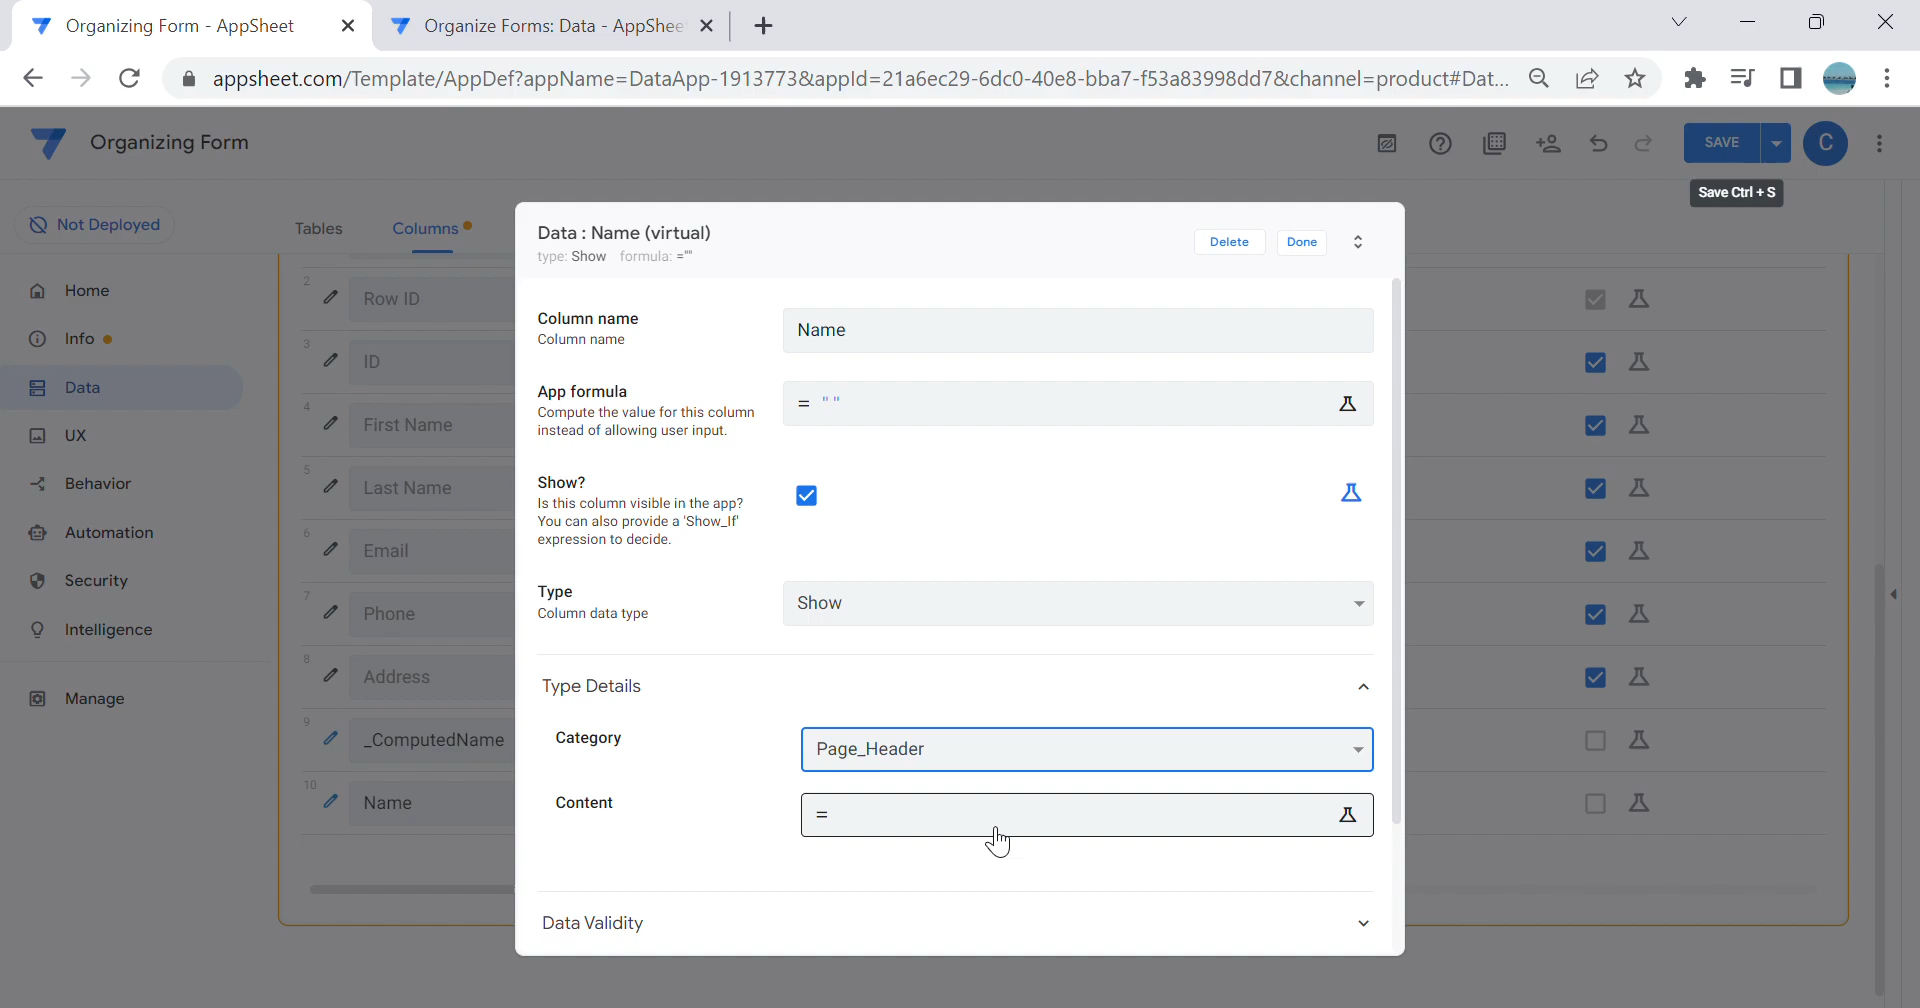 Organizing Form - AppSheet
Organize Forms: Data - AppShee
appsheet.com/Template/AppDef?appName=DataApp-1913773&appId=21a6ec29-6dc0-40e8-bba7-f53a83998dd7&channel=product#Dat...
Organizing Form
SAVE
C
Save Ctrl + S
Not Deployed
Tables
Columns
Home
Info
Data
UX
Behavior
Automation
Security
Intelligence
Manage
2
Row ID
3
ID
4
First Name
5
Last Name
6
Email
7
Phone
8
Address
9
_ComputedName
10
Name
Data : Name (virtual)
type: Show formula: =""
Delete
Done
Column name
Column name
Name
App formula
Compute the value for this column
instead of allowing user input.
= ""
Show?
Is this column visible in the app?
You can also provide a 'Show_If'
expression to decide.
Type
Column data type
Show
Type Details
Category
Page_Header
Content
=
Data Validity